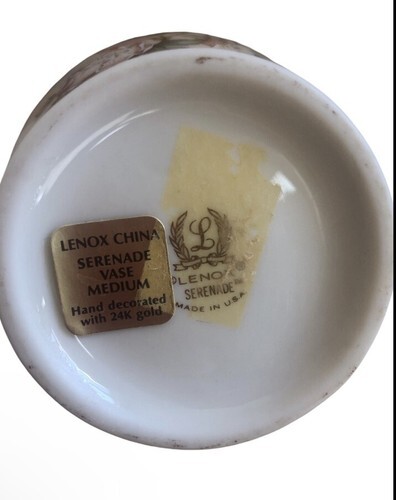 LENOX CHINA
SERENADE
VASE
MEDIUM
Hand decorated
with 24K gold
L
LENOX
SERENADE
MADE IN USA